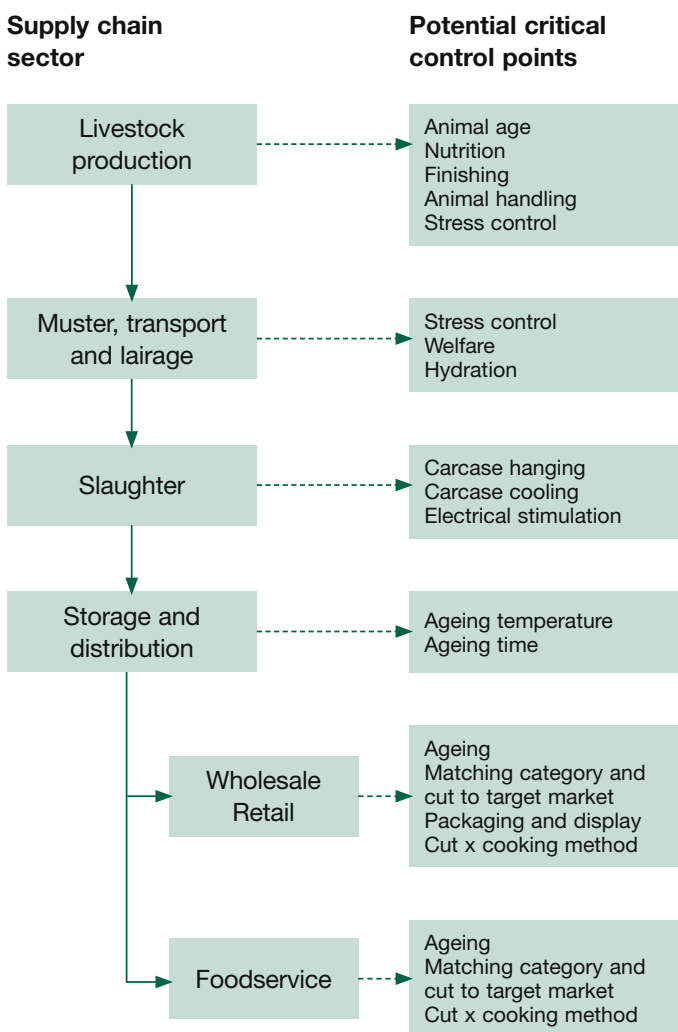 Supply chain
sector
Potential critical
control points
Livestock
production
Animal age
Nutrition
Finishing
Animal handling
Stress control
Muster, transport
and lairage
Stress control
Welfare
Hydration
Slaughter
Carcase hanging
Carcase cooling
Electrical stimulation
Storage and
distribution
Ageing temperature
Ageing time
Wholesale
Retail
Ageing
Matching category and
cut to target market
Packaging and display
Cut x cooking method
Foodservice
Ageing
Matching category and
cut to target market
Cut x cooking method